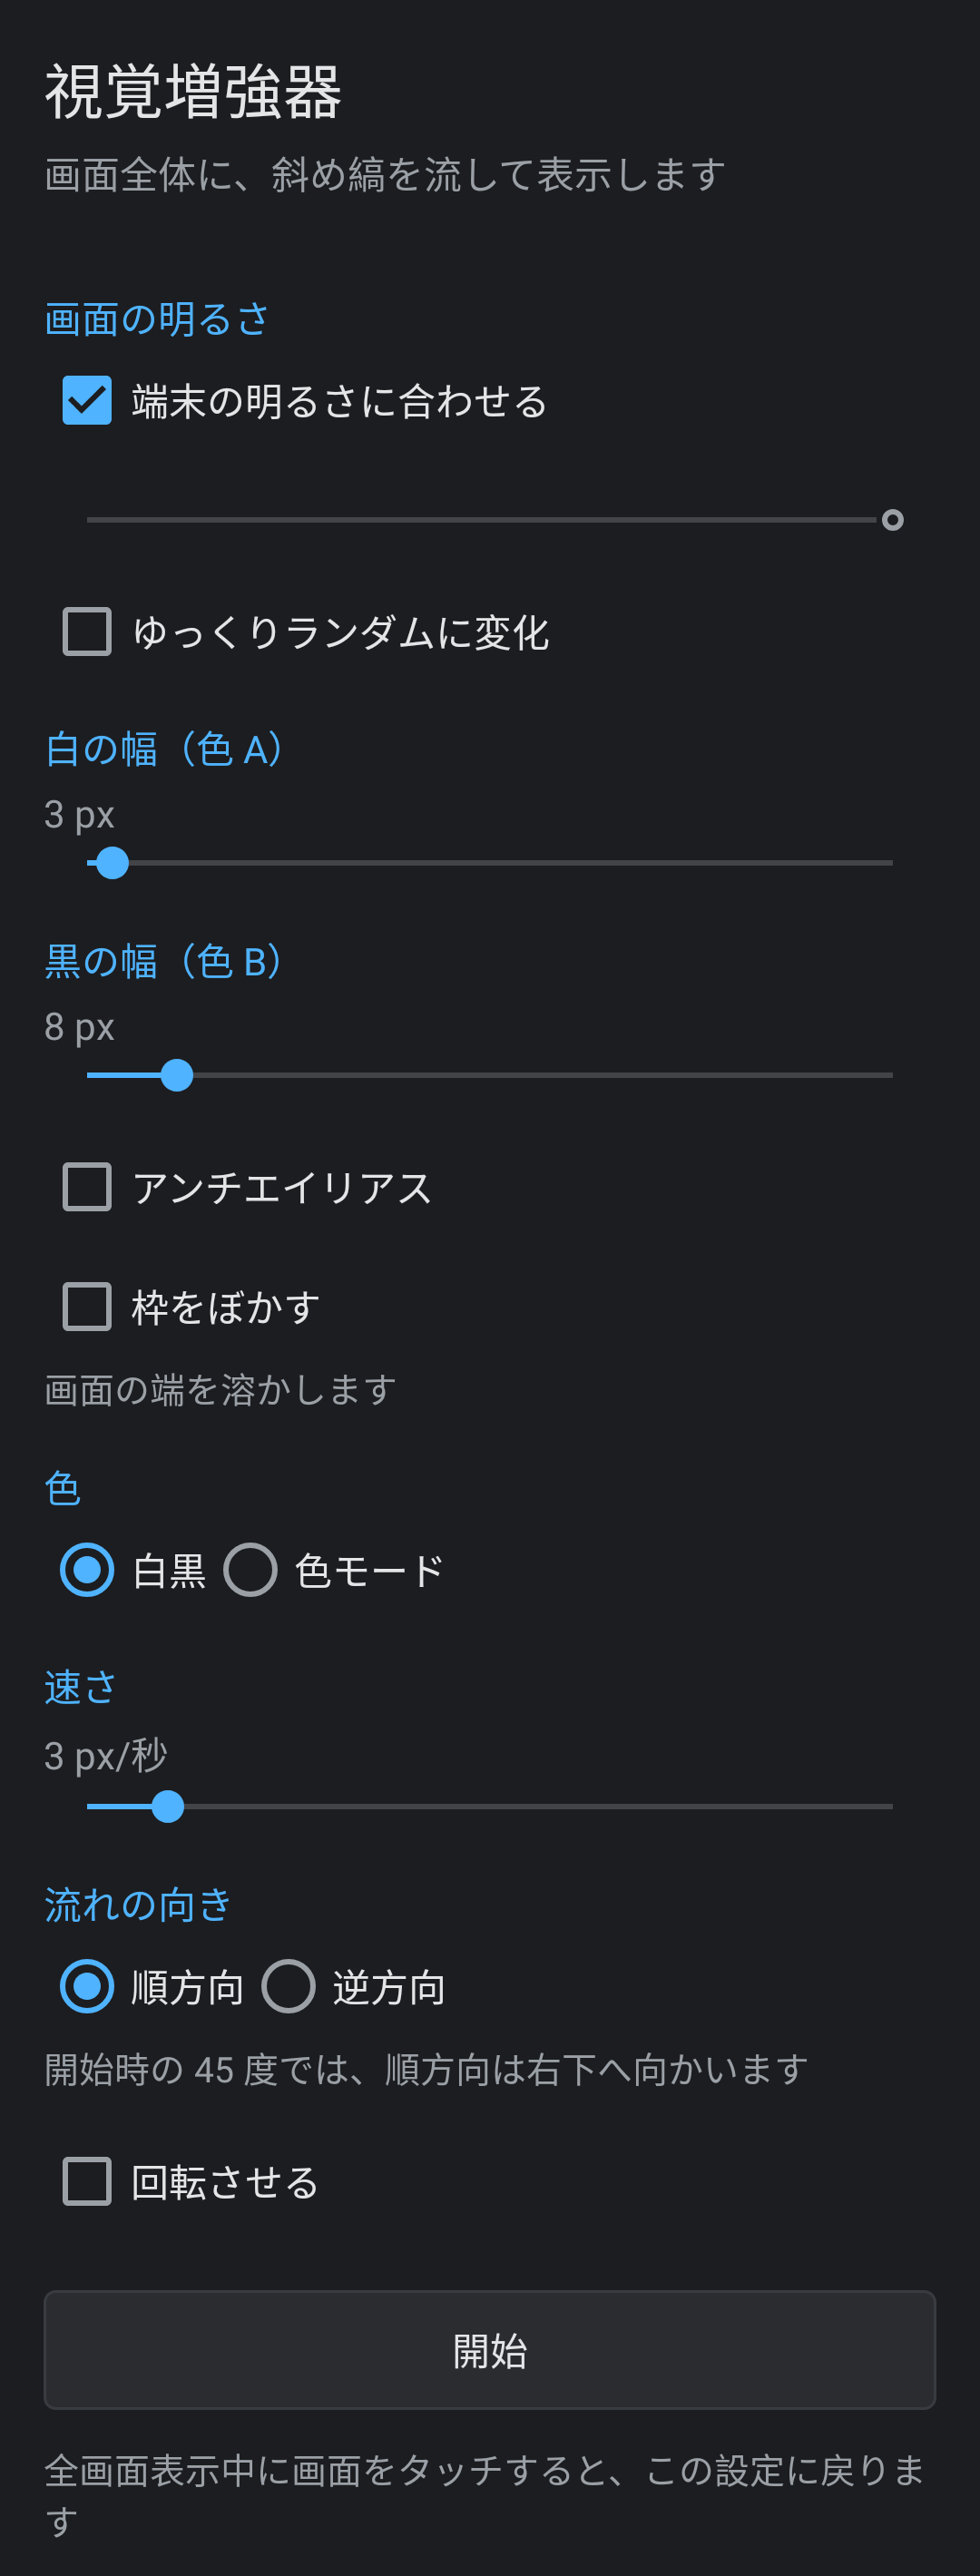 視覚増強器
画面全体に、斜め縞を流して表示します
画面の明るさ
端末の明るさに合わせる
ゆっくりランダムに変化
白の幅（色 A）
3 px
黒の幅（色 B）
8 px
アンチエイリアス
枠をぼかす
画面の端を溶かします
色
白黒 色モード
速さ
3 px/秒
流れの向き
順方向 逆方向
開始時の 45 度では、順方向は右下へ向かいます
回転させる
開始
全画面表示中に画面をタッチすると、この設定に戻りま
す